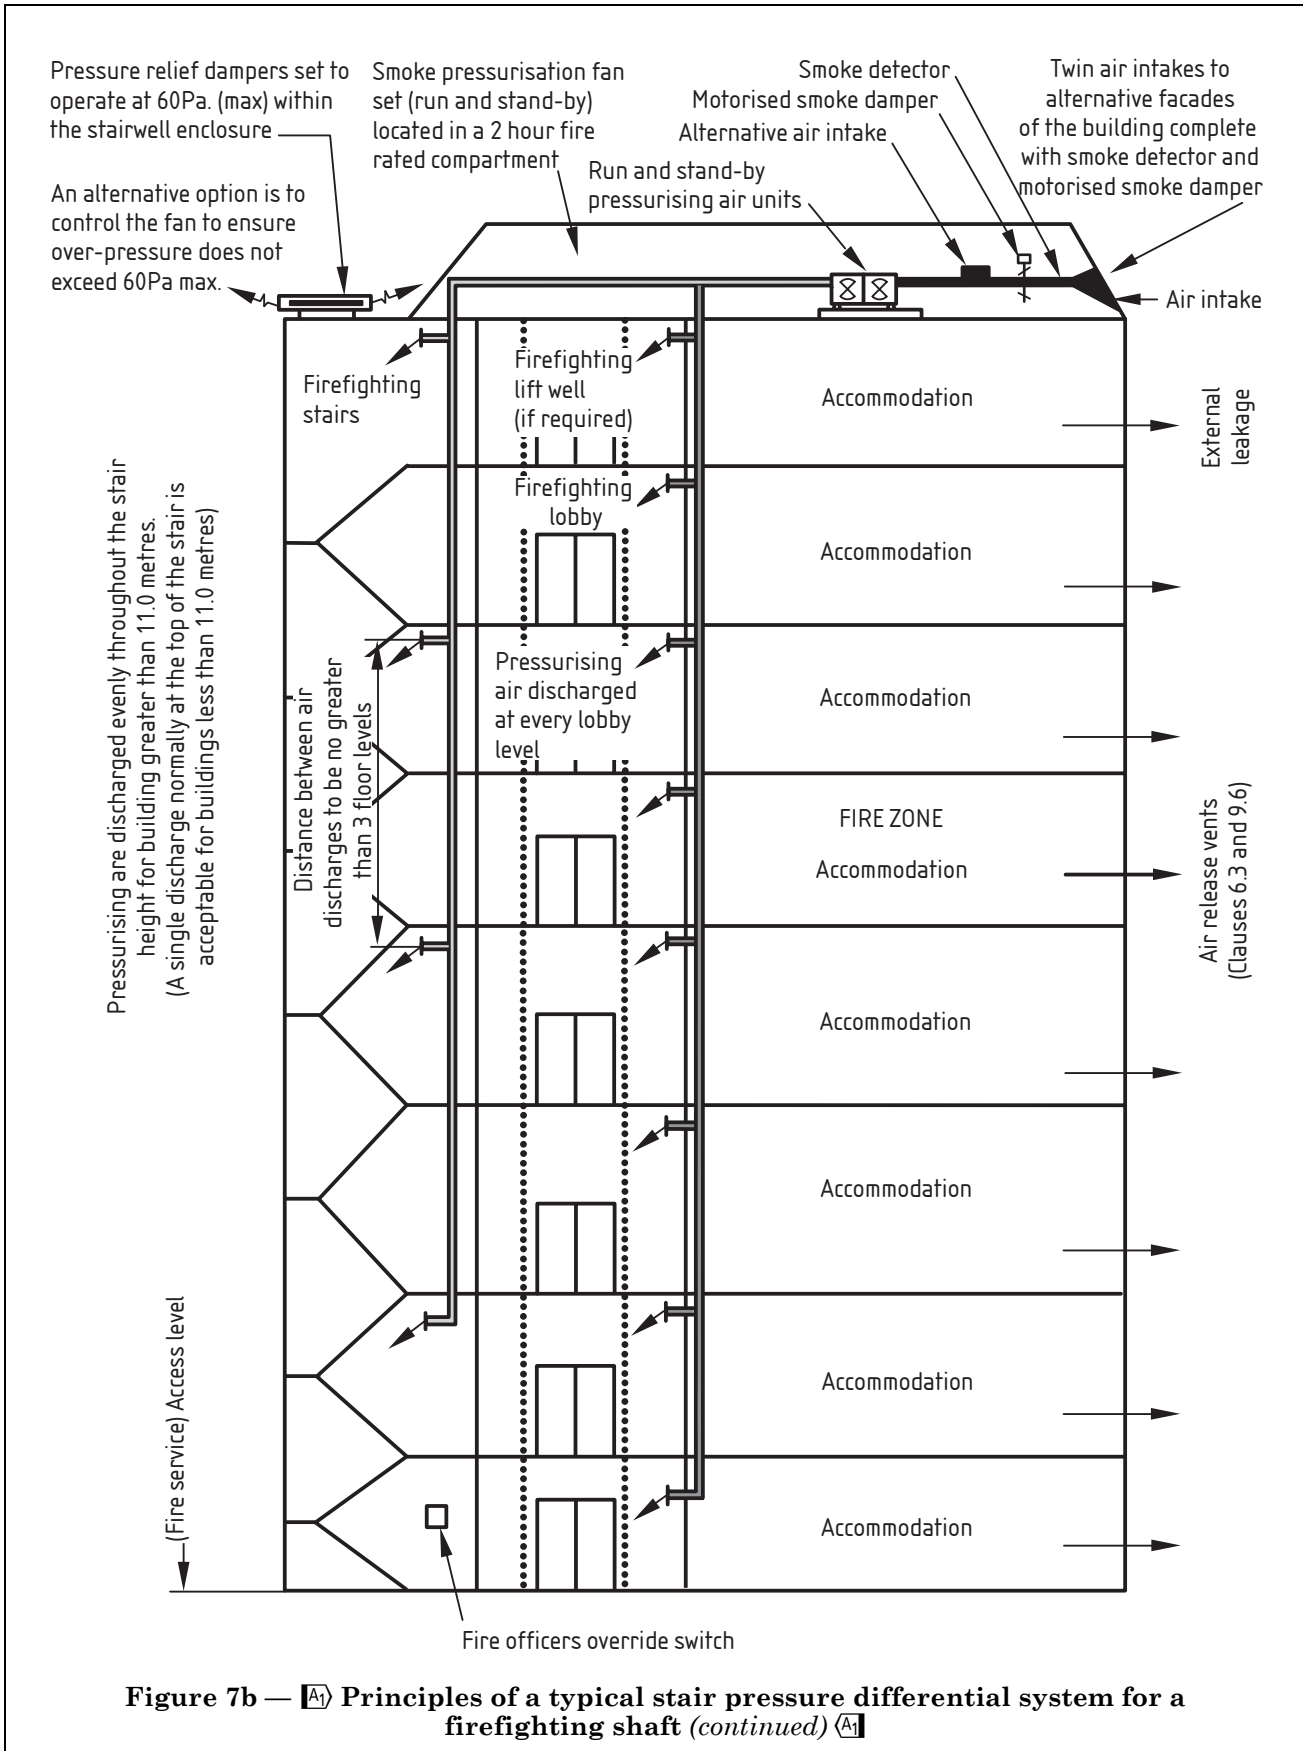 Pressure relief dampers set to
operate at 60Pa. (max) within
the stairwell enclosure
An alternative option is to
control the fan to ensure
over-pressure does not
exceed 60Pa max.
Smoke pressurisation fan
set (run and stand-by)
located in a 2 hour fire
rated compartment
Smoke detector
Motorised smoke damper
Alternative air intake
Run and stand-by
pressurising air units
Twin air intakes to
alternative facades
of the building complete
with smoke detector and
motorised smoke damper
Air intake
Firefighting
stairs
Firefighting
lift well
(if required)
Accommodation
External
leakage
Firefighting
lobby
Accommodation
Pressurising are discharged evenly throughout the stair
height for building greater than 11.0 metres.
(A single discharge normally at the top of the stair is
acceptable for buildings less than 11.0 metres)
Distance between air
discharges to be no greater
than 3 floor levels
Pressurising
air discharged
at every lobby
level
Accommodation
FIRE ZONE
Accommodation
Air release vents
(Clauses 6.3 and 9.6)
Accommodation
Accommodation
Accommodation
(Fire service) Access level
Accommodation
Fire officers override switch
Figure 7b — A1 Principles of a typical stair pressure differential system for a
firefighting shaft (continued) A1